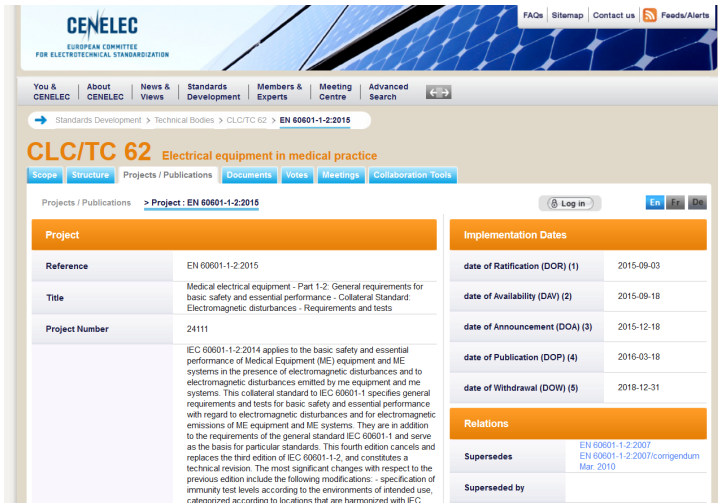 CENELEC
EUROPEAN COMMITTEE
FOR ELECTROTECHNICAL STANDARDIZATION
FAQs Sitemap Contact us Feeds/Alerts
You & CENELEC
About CENELEC
News & Views
Standards Development
Members & Experts
Meeting Centre
Advanced Search
Standards Development > Technical Bodies > CLC/TC 62 > EN 60601-1-2:2015
CLC/TC 62 Electrical equipment in medical practice
Scope Structure Projects / Publications Documents Votes Meetings Collaboration Tools
Projects / Publications > Project : EN 60601-1-2:2015
Log in
En Fr De
Project
Reference EN 60601-1-2:2015
Title
Medical electrical equipment - Part 1-2: General requirements for
basic safety and essential performance - Collateral Standard:
Electromagnetic disturbances - Requirements and tests
Project Number 24111
IEC 60601-1-2:2014 applies to the basic safety and essential
performance of Medical Equipment (ME) equipment and ME
systems in the presence of electromagnetic disturbances and to
electromagnetic disturbances emitted by me equipment and me
systems. This collateral standard to IEC 60601-1 specifies general
requirements and tests for basic safety and essential performance
with regard to electromagnetic disturbances and for electromagnetic
emissions of ME equipment and ME systems. They are in addition
to the requirements of the general standard IEC 60601-1 and serve
as the basis for particular standards. This fourth edition cancels and
replaces the third edition of IEC 60601-1-2, and constitutes a
technical revision. The most significant changes with respect to the
previous edition include the following modifications: - specification of
immunity test levels according to the environments of intended use,
categorized according to locations that are harmonized with IEC
Implementation Dates
date of Ratification (DOR) (1) 2015-09-03
date of Availability (DAV) (2) 2015-09-18
date of Announcement (DOA) (3) 2015-12-18
date of Publication (DOP) (4) 2016-03-18
date of Withdrawal (DOW) (5) 2018-12-31
Relations
Supersedes
EN 60601-1-2:2007
EN 60601-1-2:2007/corrigendum
Mar. 2010
Superseded by